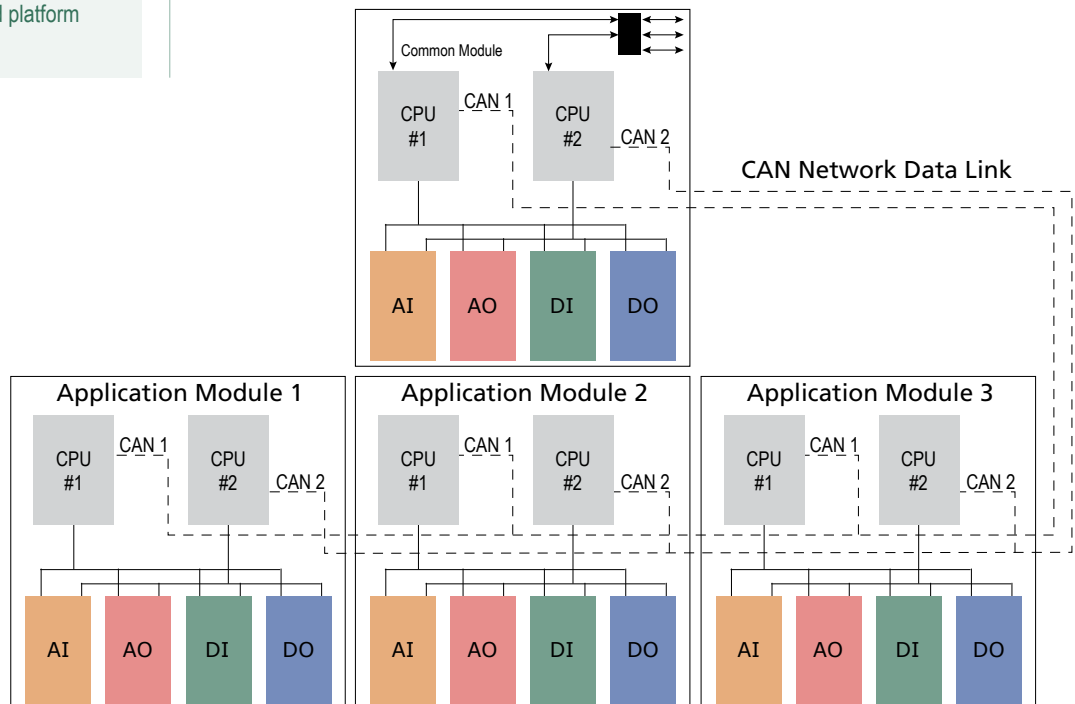 l platform
Common Module
CPU
#1
CAN 1
CPU
#2
CAN 2
CAN Network Data Link
AI
AO
DI
DO
Application Module 1
CPU
#1
CAN 1
CPU
#2
CAN 2
AI
AO
DI
DO
Application Module 2
CPU
#1
CAN 1
CPU
#2
CAN 2
AI
AO
DI
DO
Application Module 3
CPU
#1
CAN 1
CPU
#2
CAN 2
AI
AO
DI
DO